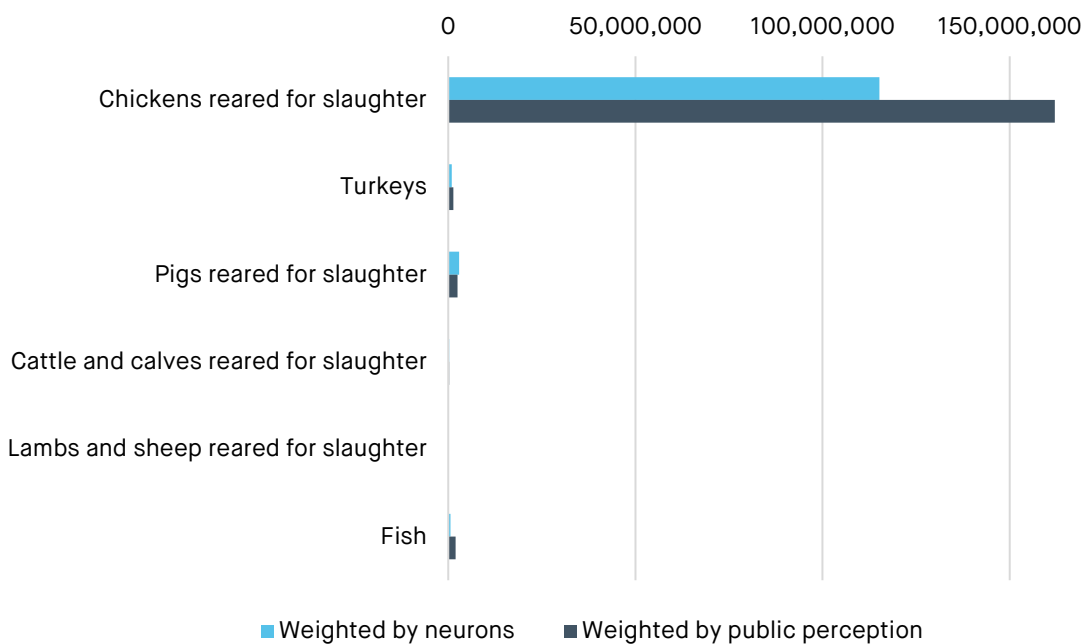 0 50,000,000 100,000,000 150,000,000
Chickens reared for slaughter
Turkeys
Pigs reared for slaughter
Cattle and calves reared for slaughter
Lambs and sheep reared for slaughter
Fish
Weighted by neurons Weighted by public perception